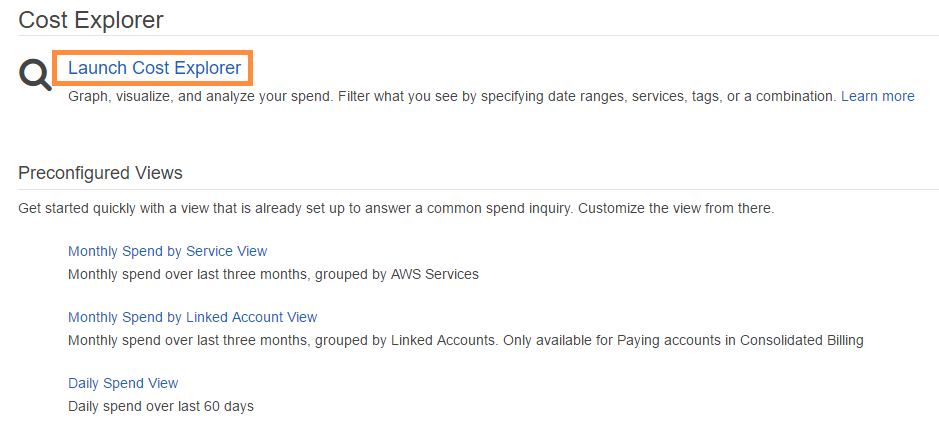 Cost Explorer
Launch Cost Explorer
Graph, visualize, and analyze your spend. Filter what you see by specifying date ranges, services, tags, or a combination. Learn more
Preconfigured Views
Get started quickly with a view that is already set up to answer a common spend inquiry. Customize the view from there.
Monthly Spend by Service View
Monthly spend over last three months, grouped by AWS Services
Monthly Spend by Linked Account View
Monthly spend over last three months, grouped by Linked Accounts. Only available for Paying accounts in Consolidated Billing
Daily Spend View
Daily spend over last 60 days